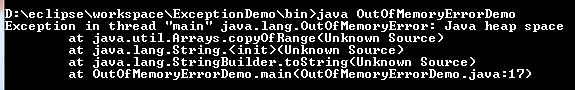 D:\eclipse\workspace\ExceptionDemo\bin>java OutOfMemoryErrorDemo
Exception in thread "main" java.lang.OutOfMemoryError: Java heap space
at java.util.Arrays.copyOfRange(Unknown Source)
at java.lang.String.<init>(Unknown Source)
at java.lang.StringBuilder.toString(Unknown Source)
at OutOfMemoryErrorDemo.main(OutOfMemoryErrorDemo.java:17)